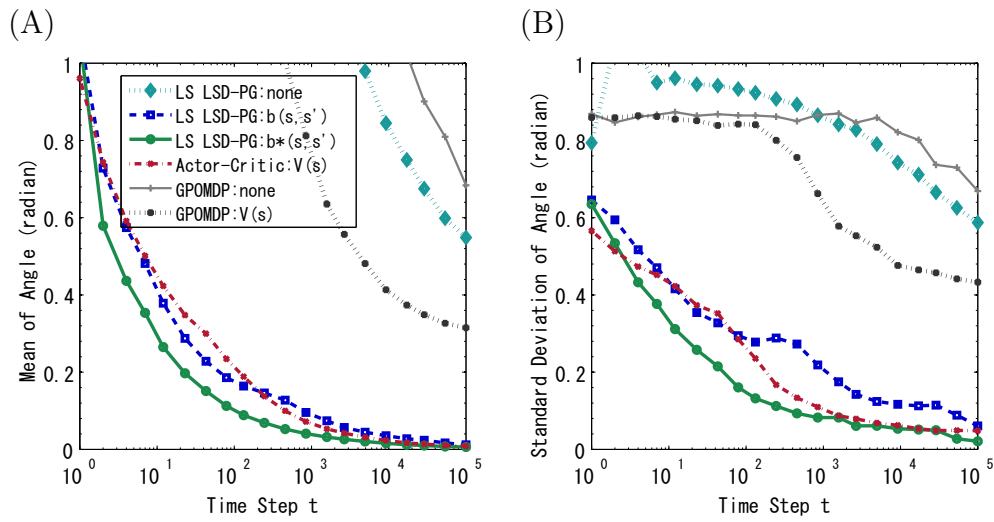 (A)
1
0.8
0.6
0.4
0.2
0
Mean of Angle (radian)
LS LSD-PG:none
LS LSD-PG:b(s,s')
LS LSD-PG:b*(s,s')
Actor-Critic:V(s)
GPOMDP:none
GPOMDP:V(s)
10^0 10^1 10^2 10^3 10^4 10^5
Time Step t
(B)
1
0.8
0.6
0.4
0.2
0
Standard Deviation of Angle (radian)
10^0 10^1 10^2 10^3 10^4 10^5
Time Step t